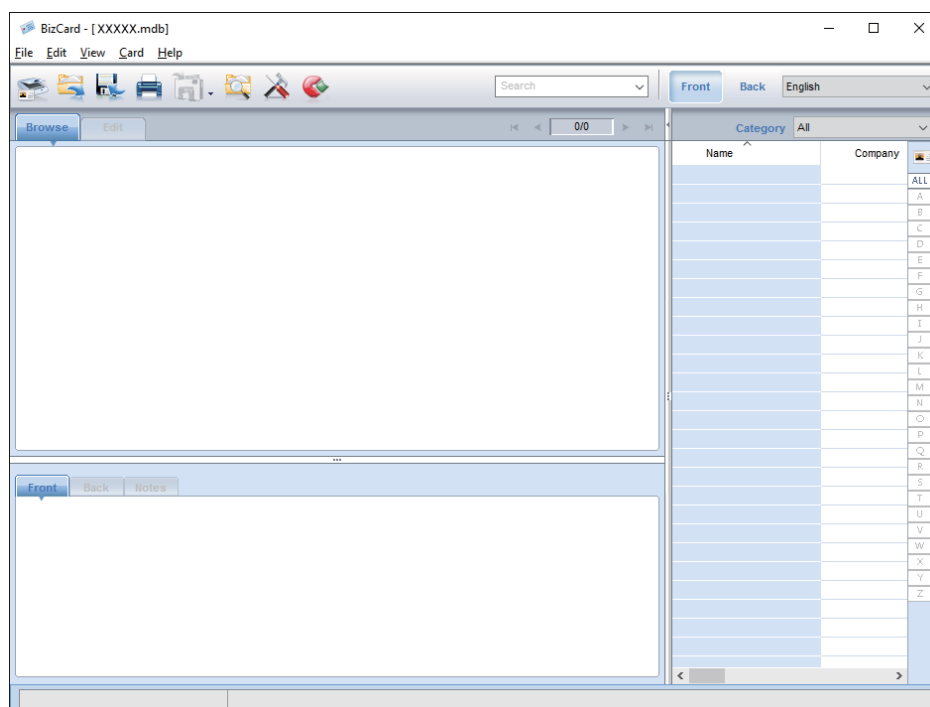 BizCard - [ XXXXX.mdb]
File Edit View Card Help
Search
Front Back English
Browse Edit 0/0 Category All
Name Company
ALL
A
B
C
D
E
F
G
H
I
J
K
L
M
N
O
P
Q
R
S
T
U
V
W
X
Y
Z
Front Back Notes